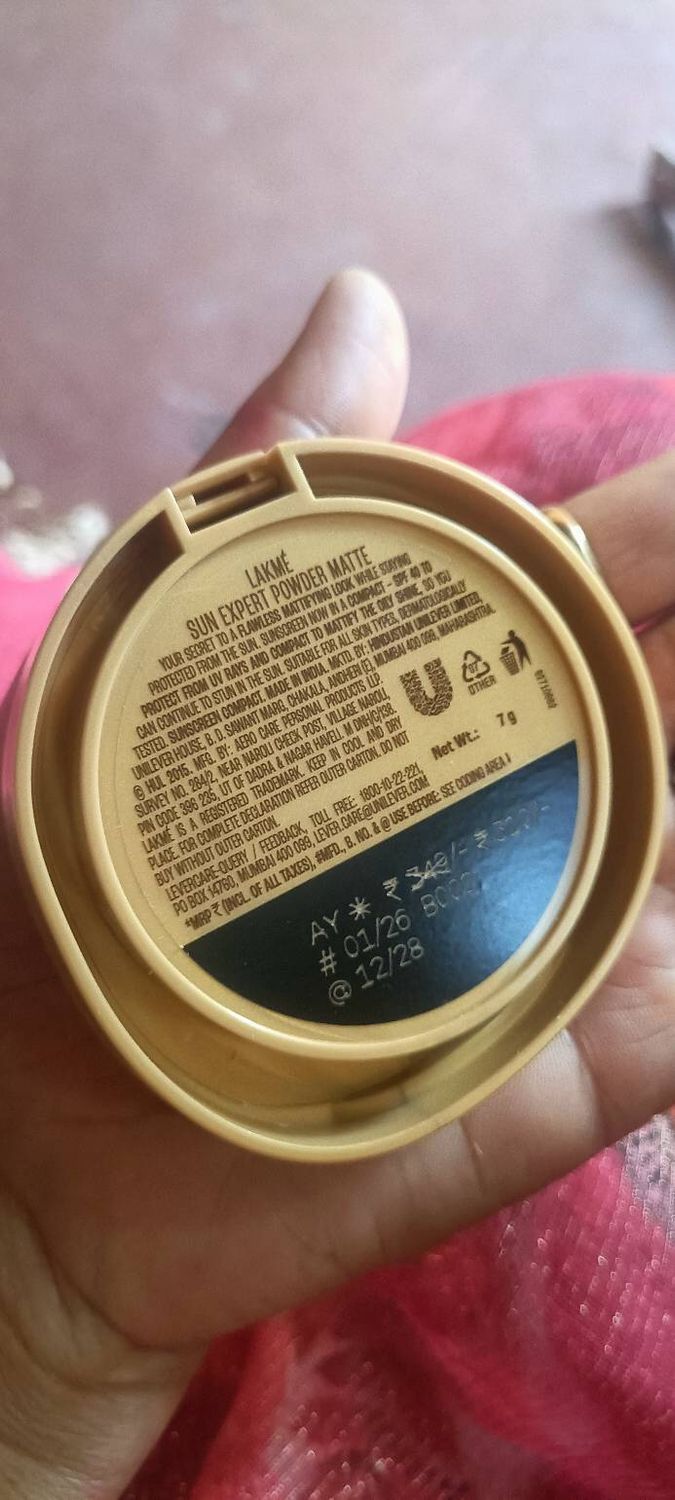 LAKMÉ
SUN EXPERT POWDER MATTE
YOUR SECRET TO A FLAWLESS MATTIFYING LOOK WHILE STAYING
PROTECTED FROM THE SUN. SUNSCREEN NOW IN A COMPACT - SPF 40 TO
PROTECT FROM UV RAYS AND COMPACT TO MATTIFY THE OILY SHINE, SO YOU
CAN CONTINUE TO STUN IN THE SUN. SUITABLE FOR ALL SKIN TYPES. DERMATOLOGICALLY
TESTED. SUNSCREEN COMPACT. MADE IN INDIA. MKTD. BY: HINDUSTAN UNILEVER LIMITED,
UNILEVER HOUSE, B. D. SAWANT MARG, CHAKALA, ANDHERI (E), MUMBAI 400 099, MAHARASHTRA.
© HUL 2015. MFG. BY: AERO CARE PERSONAL PRODUCTS LLP,
SURVEY NO. 264/2, NEAR NAROLI CHECK POST, VILLAGE NAROLI,
PIN CODE 396 235, UT OF DADRA & NAGAR HAVELI, M DNH/C/38.
LAKMÉ IS A REGISTERED TRADEMARK. KEEP IN COOL AND DRY
PLACE. FOR COMPLETE DECLARATION REFER OUTER CARTON. DO NOT
BUY WITHOUT OUTER CARTON.
LEVERCARE-QUERY / FEEDBACK, TOLL FREE: 1800-10-22-221,
PO BOX 14760, MUMBAI 400 099, LEVER.CARE@UNILEVER.COM
*MRP ₹ (INCL. OF ALL TAXES), #MFD., B. NO. & @ USE BEFORE: SEE CODING AREA
OTHER
Net Wt.: 7 g
AY * ₹ 349/-
# 01/26
@ 12/28